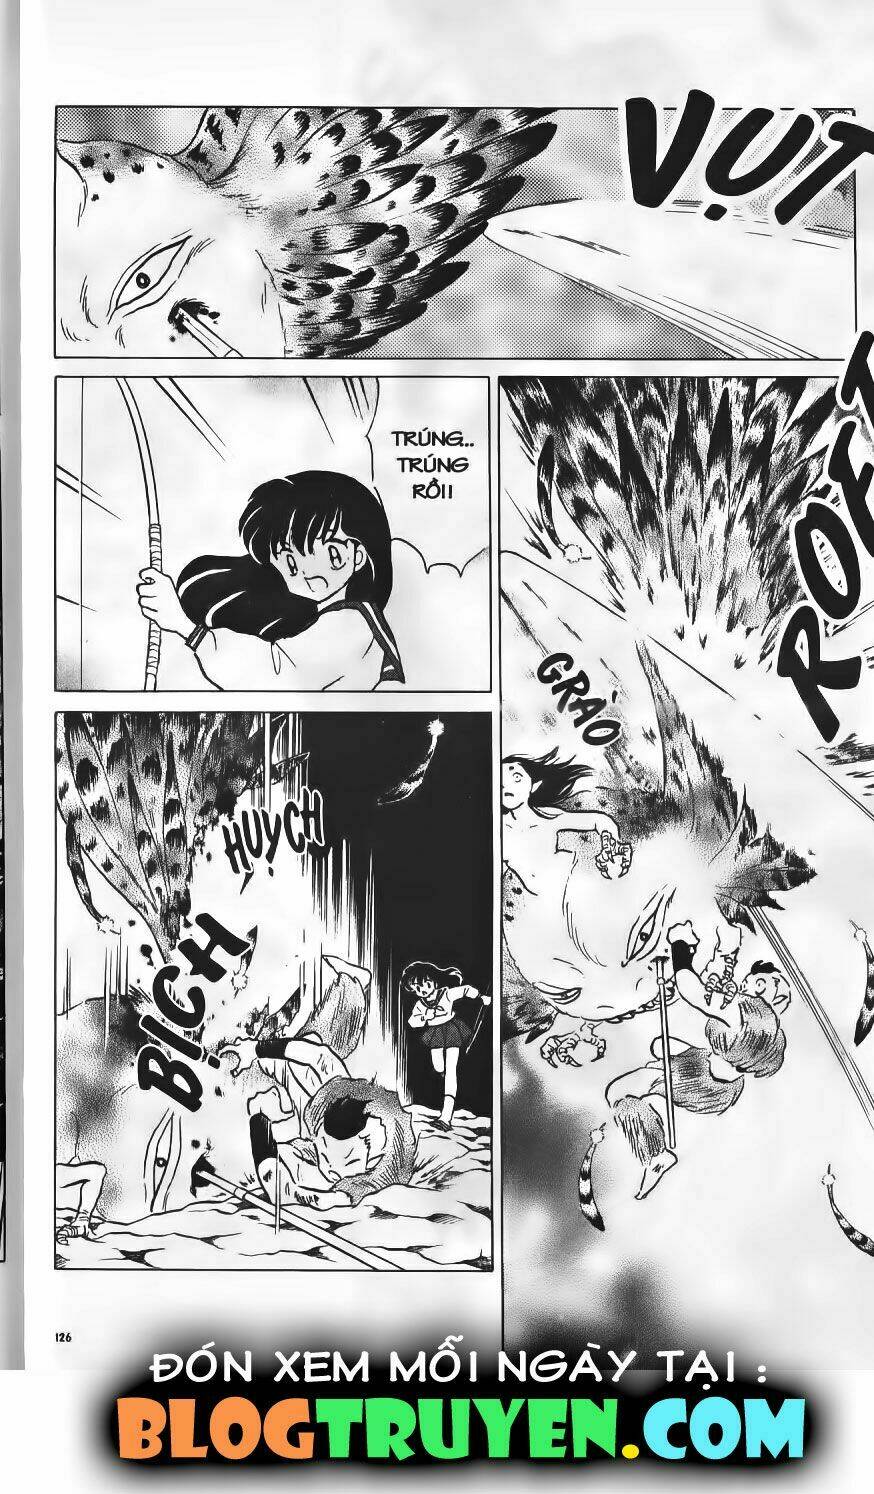 VỤT
TRÚNG..
TRÚNG
RỒI!
ROẸT
GRÀO
HUỴCH
BỊCH
126
ĐÓN XEM MỖI NGÀY TẠI :
BLOGTRUYEN.COM